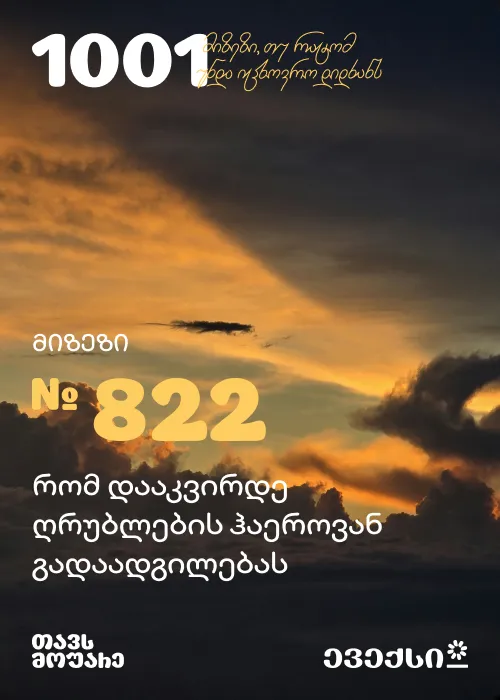 1001 მიზეზი, თუ რატომ
უნდა იცხოვრო დიდხანს
მიზეზი
№ 822
რომ დააკვირდე
ღრუბლების ჰაეროვან
გადაადგილებას
თავს
მოუარე
ევექსი